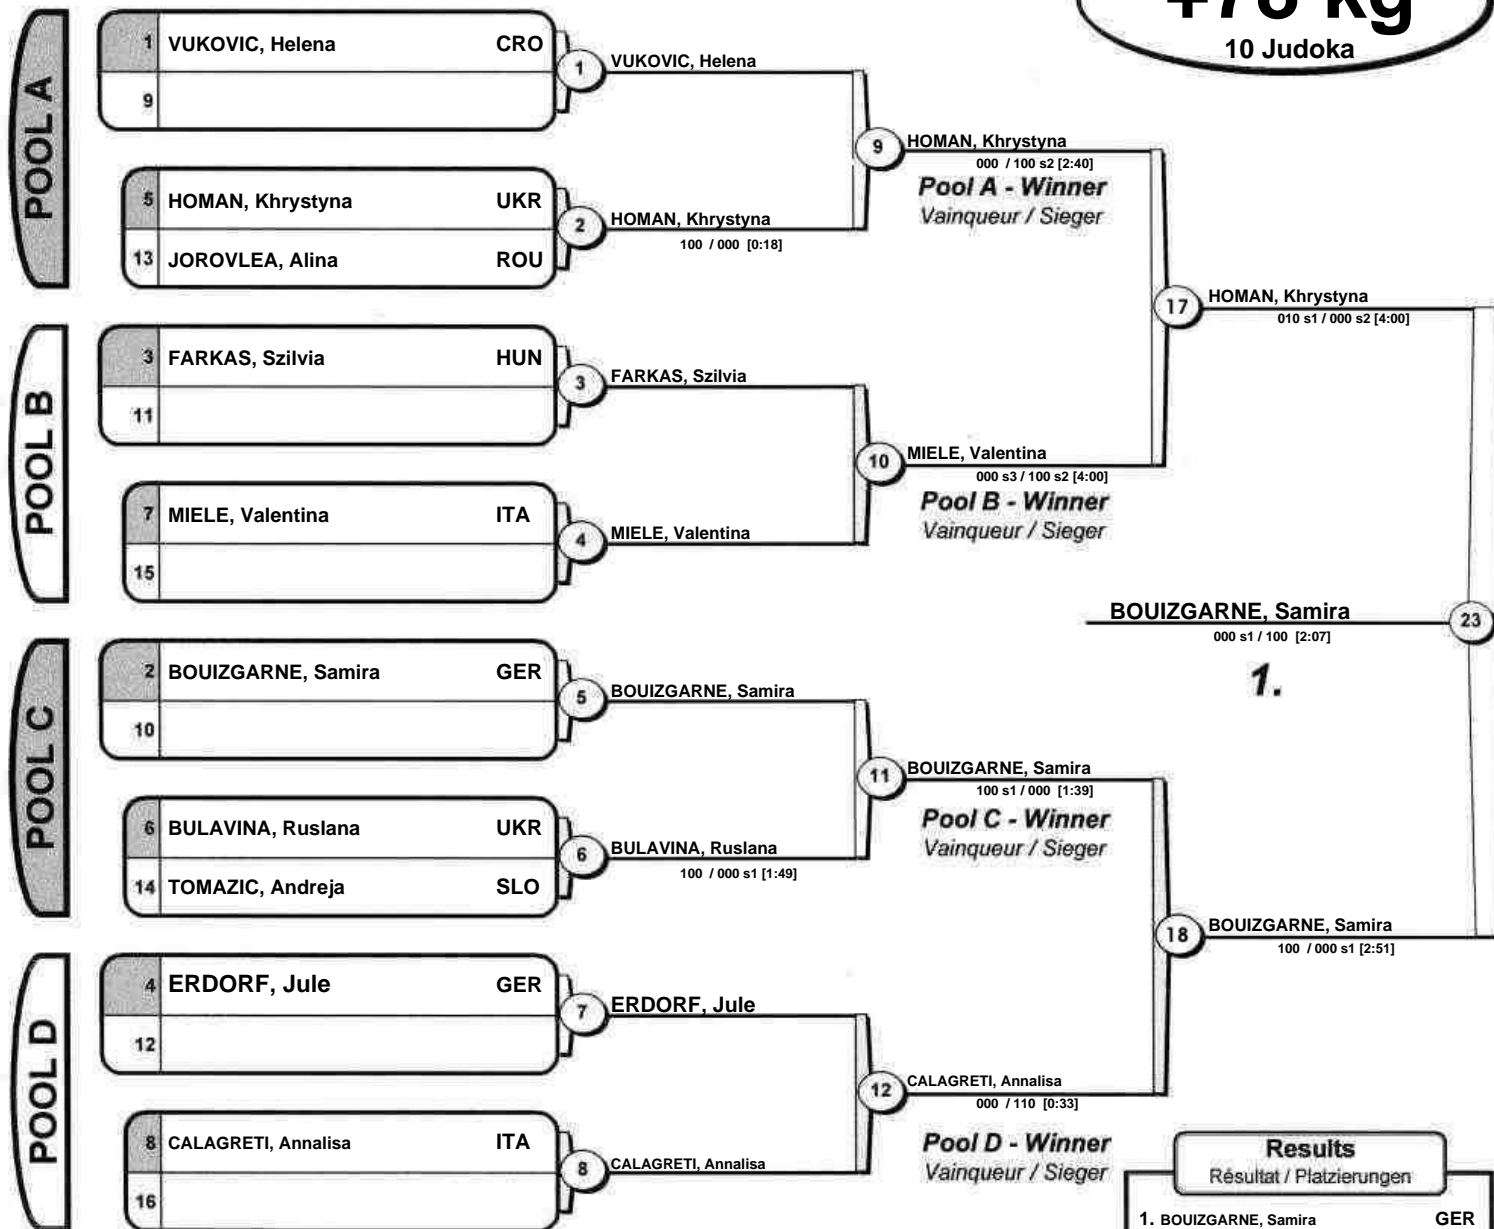 +78 kg
10 Judoka
POOL A
1 VUKOVIC, Helena CRO
9
5 HOMAN, Khrystyna UKR
13 JOROVLEA, Alina ROU
1 VUKOVIC, Helena
2 HOMAN, Khrystyna
100 / 000 [0:18]
9 HOMAN, Khrystyna
000 / 100 s2 [2:40]
Pool A - Winner
Vainqueur / Sieger
POOL B
3 FARKAS, Szilvia HUN
11
7 MIELE, Valentina ITA
15
3 FARKAS, Szilvia
4 MIELE, Valentina
10 MIELE, Valentina
000 s3 / 100 s2 [4:00]
Pool B - Winner
Vainqueur / Sieger
17 HOMAN, Khrystyna
010 s1 / 000 s2 [4:00]
BOUIZGARNE, Samira 23
000 s1 / 100 [2:07]
1.
POOL C
2 BOUIZGARNE, Samira GER
10
6 BULAVINA, Ruslana UKR
14 TOMAZIC, Andreja SLO
5 BOUIZGARNE, Samira
6 BULAVINA, Ruslana
100 / 000 s1 [1:49]
11 BOUIZGARNE, Samira
100 s1 / 000 [1:39]
Pool C - Winner
Vainqueur / Sieger
18 BOUIZGARNE, Samira
100 / 000 s1 [2:51]
POOL D
4 ERDORF, Jule GER
12
8 CALAGRETI, Annalisa ITA
16
7 ERDORF, Jule
8 CALAGRETI, Annalisa
12 CALAGRETI, Annalisa
000 / 110 [0:33]
Pool D - Winner
Vainqueur / Sieger
Results
Résultat / Platzierungen
1. BOUIZGARNE, Samira GER